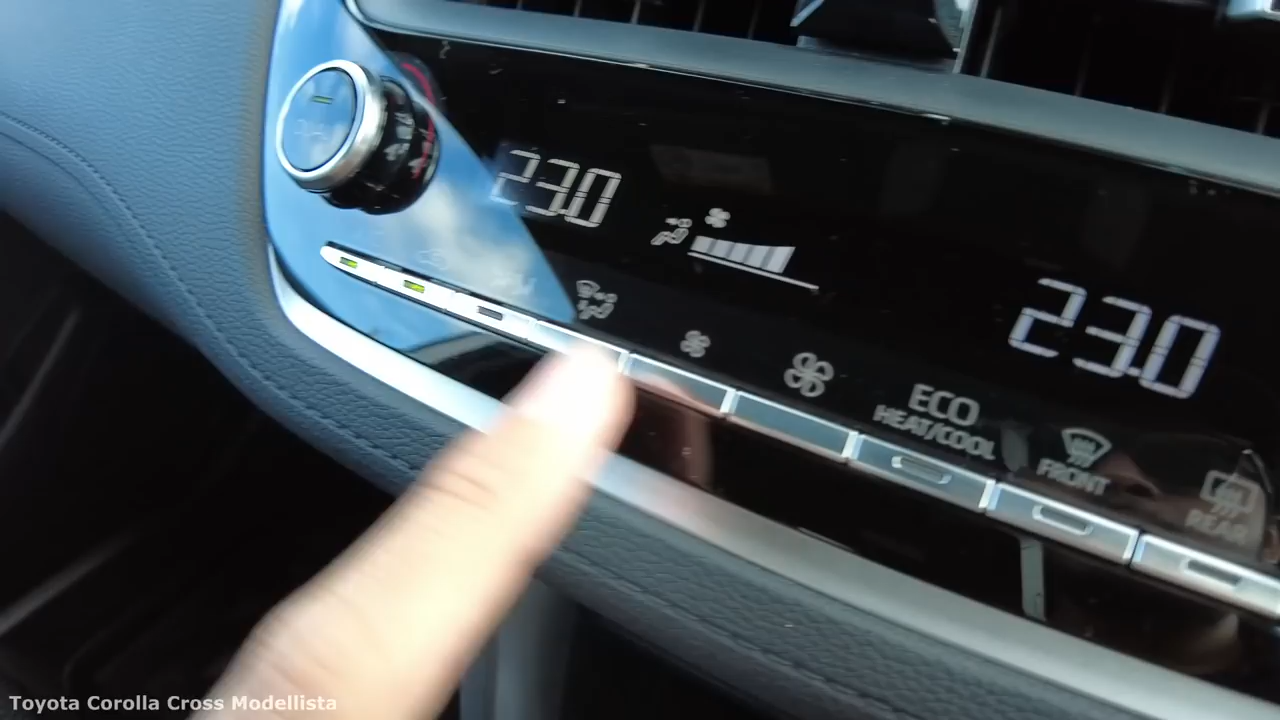 23.0
23.0
ECO
HEAT/COOL
FRONT
REAR
Toyota Corolla Cross Modellista